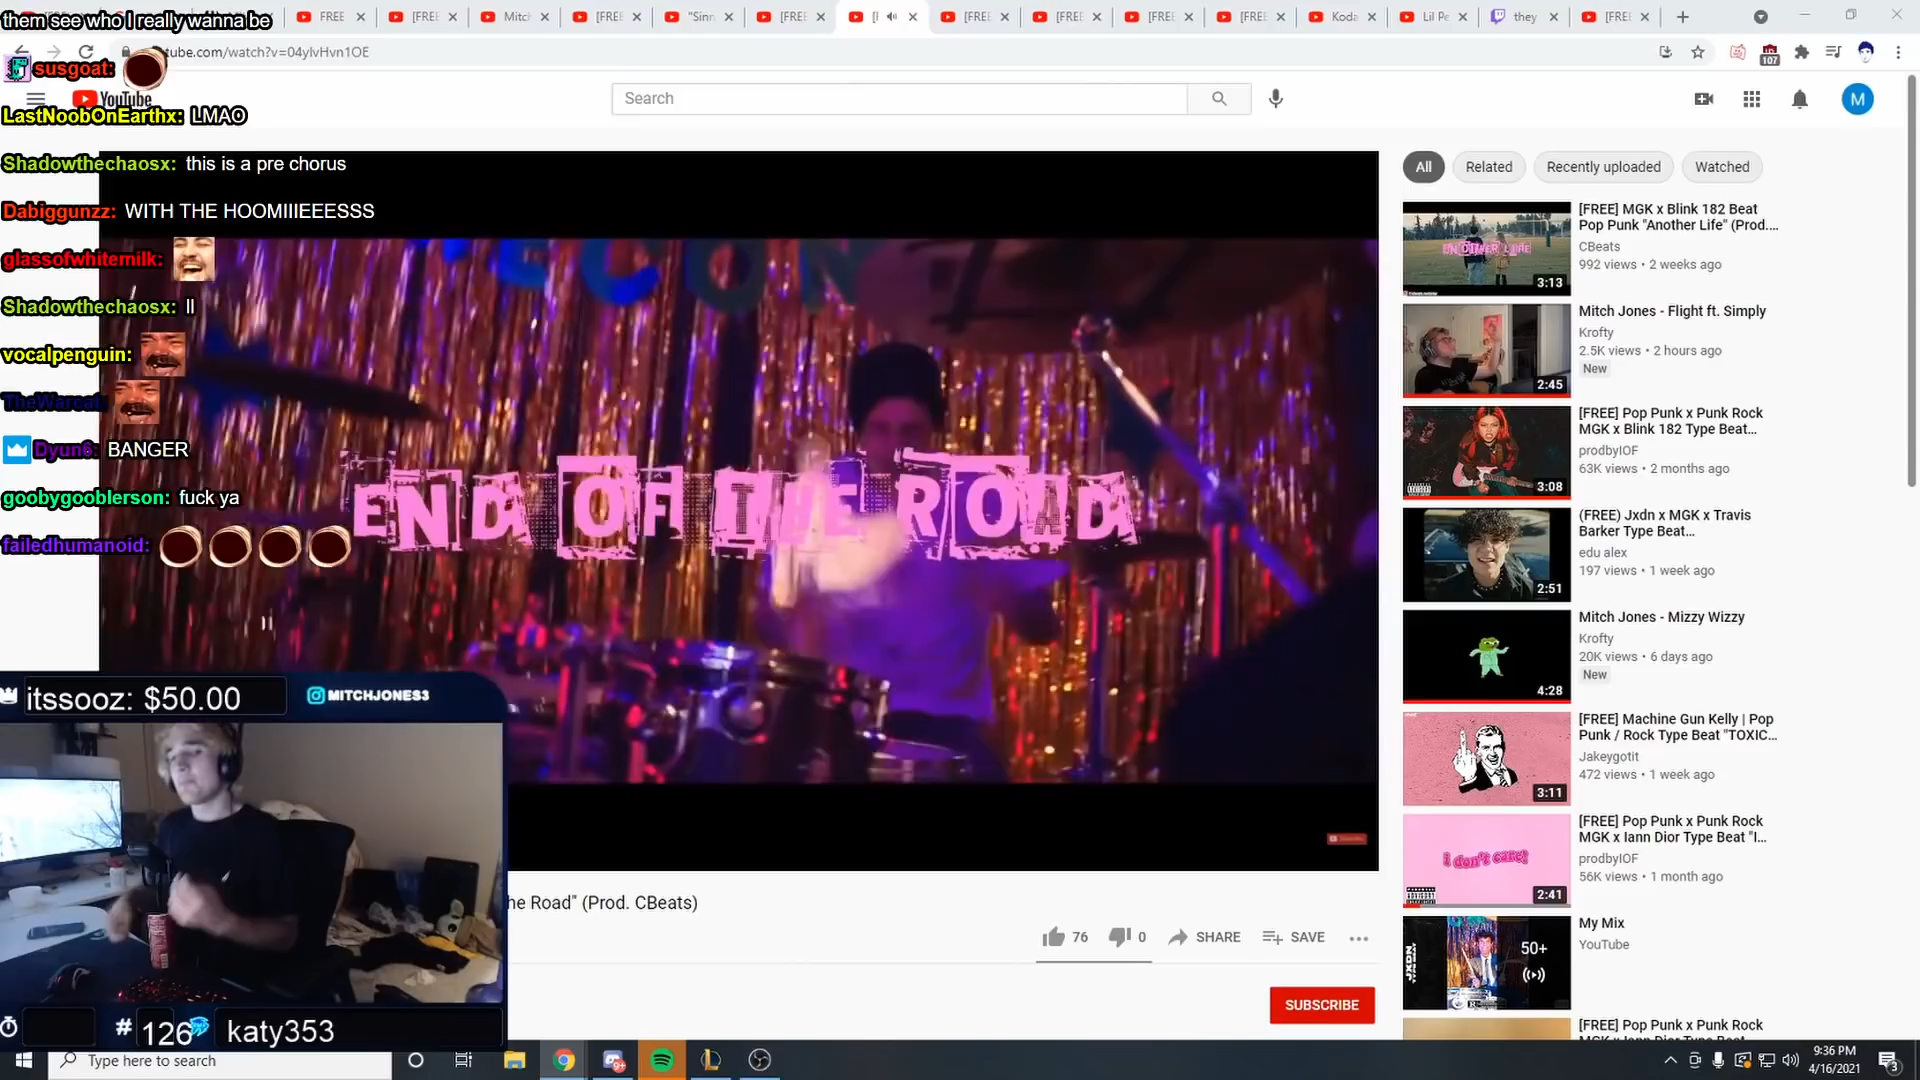 them see who I really wanna be
FREE
[FREE
Mitch
[FREE
"Sinn
[FREE
[FREE
[FREE
[FREE
[FREE
Koda
Lil Pe
they
[FREE
tube.com/watch?v=04ylvHvn1OE
107
susgoat:
YouTube
Search
M
LastNoobOnEarthx: LMAO
Shadowthechaosx: this is a pre chorus
Dabiggunzz: WITH THE HOOMIIIEEESSS
glassofwhitemilk:
Shadowthechaosx: ll
vocalpenguin:
TheWarcat:
Dyun6: BANGER
goobygooblerson: fuck ya
failedhumanoid:
END OF THE ROAD
itssooz: $50.00
MITCHJONES3
# 126
katy353
he Road" (Prod. CBeats)
76
0
SHARE
SAVE
SUBSCRIBE
All
Related
Recently uploaded
Watched
[FREE] MGK x Blink 182 Beat
Pop Punk "Another Life" (Prod....
CBeats
992 views • 2 weeks ago
3:13
Mitch Jones - Flight ft. Simply
Krofty
2.5K views • 2 hours ago
New
2:45
[FREE] Pop Punk x Punk Rock
MGK x Blink 182 Type Beat...
prodbyIOF
63K views • 2 months ago
3:08
(FREE) Jxdn x MGK x Travis
Barker Type Beat...
edu alex
197 views • 1 week ago
2:51
Mitch Jones - Mizzy Wizzy
Krofty
20K views • 6 days ago
New
4:28
[FREE] Machine Gun Kelly | Pop
Punk / Rock Type Beat "TOXIC...
Jakeygotit
472 views • 1 week ago
3:11
[FREE] Pop Punk x Punk Rock
MGK x Iann Dior Type Beat "I...
prodbyIOF
56K views • 1 month ago
i don't care!
2:41
My Mix
YouTube
50+
JXDN
[FREE] Pop Punk x Punk Rock
Type here to search
9+
9:36 PM
4/16/2021
3